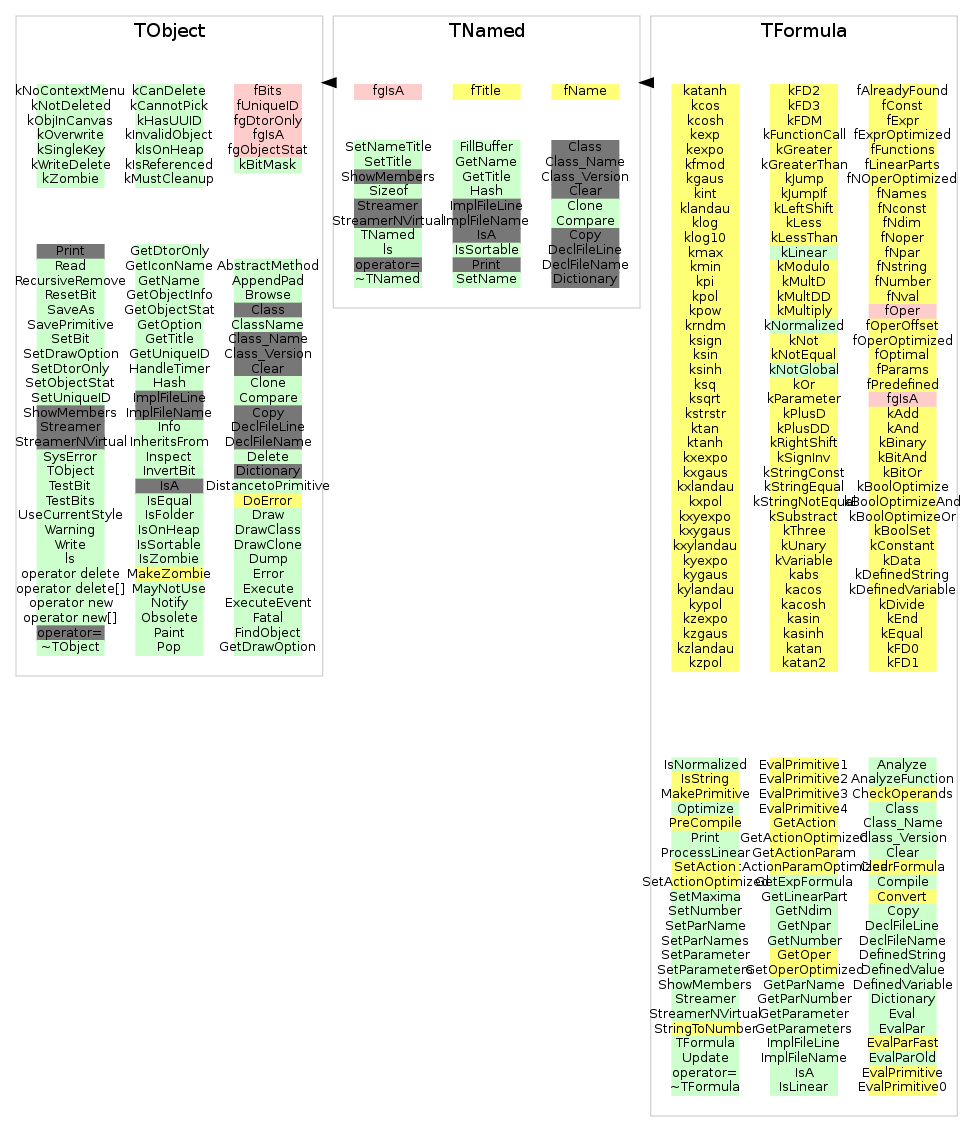 TObject
kNoContextMenu kCanDelete fBits
kNotDeleted kCannotPick fUniqueID
kObjInCanvas kHasUUID fgDtorOnly
kOverwrite kInvalidObject fgIsA
kSingleKey kIsOnHeap fgObjectStat
kWriteDelete kIsReferenced kBitMask
kZombie kMustCleanup
Print GetDtorOnly
Read GetIconName AbstractMethod
RecursiveRemove GetName AppendPad
ResetBit GetObjectInfo Browse
SaveAs GetObjectStat Class
SavePrimitive GetOption ClassName
SetBit GetTitle Class_Name
SetDrawOption GetUniqueID Class_Version
SetDtorOnly HandleTimer Clear
SetObjectStat Hash Clone
SetUniqueID ImplFileLine Compare
ShowMembers ImplFileName Copy
Streamer Info DeclFileLine
StreamerNVirtual InheritsFrom DeclFileName
SysError Inspect Delete
TObject InvertBit Dictionary
TestBit IsA DistancetoPrimitive
TestBits IsEqual DoError
UseCurrentStyle IsFolder Draw
Warning IsOnHeap DrawClass
Write IsSortable DrawClone
ls IsZombie Dump
operator delete MakeZombie Error
operator delete[] MayNotUse Execute
operator new Notify ExecuteEvent
operator new[] Obsolete Fatal
operator= Paint FindObject
~TObject Pop GetDrawOption
TNamed
fgIsA fTitle fName
SetNameTitle FillBuffer Class
SetTitle GetName Class_Name
ShowMembers GetTitle Class_Version
Sizeof Hash Clear
Streamer ImplFileLine Clone
StreamerNVirtual ImplFileName Compare
TNamed IsA Copy
ls IsSortable DeclFileLine
operator= Print DeclFileName
~TNamed SetName Dictionary
TFormula
katanh kFD2 fAlreadyFound
kcos kFD3 fConst
kcosh kFDM fExpr
kexp kFunctionCall fExprOptimized
kexpo kGreater fFunctions
kfmod kGreaterThan fLinearParts
kgaus kJump fNOperOptimized
kint kJumpIf fNames
klandau kLeftShift fNconst
klog kLess fNdim
klog10 kLessThan fNoper
kmax kLinear fNpar
kmin kModulo fNstring
kpi kMultD fNumber
kpol kMultDD fNval
kpow kMultiply fOper
krndm kNormalized fOperOffset
ksign kNot fOperOptimized
ksin kNotEqual fOptimal
ksinh kNotGlobal fParams
ksq kOr fPredefined
ksqrt kParameter fgIsA
kstrstr kPlusD kAdd
ktan kPlusDD kAnd
ktanh kRightShift kBinary
kxexpo kSignInv kBitAnd
kxgaus kStringConst kBitOr
kxlandau kStringEqual kBoolOptimize
kxpol kStringNotEqual kBoolOptimizeAnd
kxyexpo kSubstract kBoolOptimizeOr
kxygaus kThree kBoolSet
kxylandau kUnary kConstant
kyexpo kVariable kData
kygaus kabs kDefinedString
kylandau kacos kDefinedVariable
kypol kacosh kDivide
kzexpo kasin kEnd
kzgaus kasinh kEqual
kzlandau katan kFD0
kzpol katan2 kFD1
IsNormalized EvalPrimitive1 Analyze
IsString EvalPrimitive2 AnalyzeFunction
MakePrimitive EvalPrimitive3 CheckOperands
Optimize EvalPrimitive4 Class
PreCompile GetAction Class_Name
Print GetActionOptimized Class_Version
ProcessLinear GetActionParam Clear
SetAction :ActionParamOptimized ClearFormula
SetActionOptimized GetExpFormula Compile
SetMaxima GetLinearPart Convert
SetNumber GetNdim Copy
SetParName GetNpar DeclFileLine
SetParNames GetNumber DeclFileName
SetParameter GetOper DefinedString
SetParameters GetOperOptimized DefinedValue
ShowMembers GetParName DefinedVariable
Streamer GetParNumber Dictionary
StreamerNVirtual GetParameter Eval
StringToNumber GetParameters EvalPar
TFormula ImplFileLine EvalParFast
Update ImplFileName EvalParOld
operator= IsA EvalPrimitive
~TFormula IsLinear EvalPrimitive0